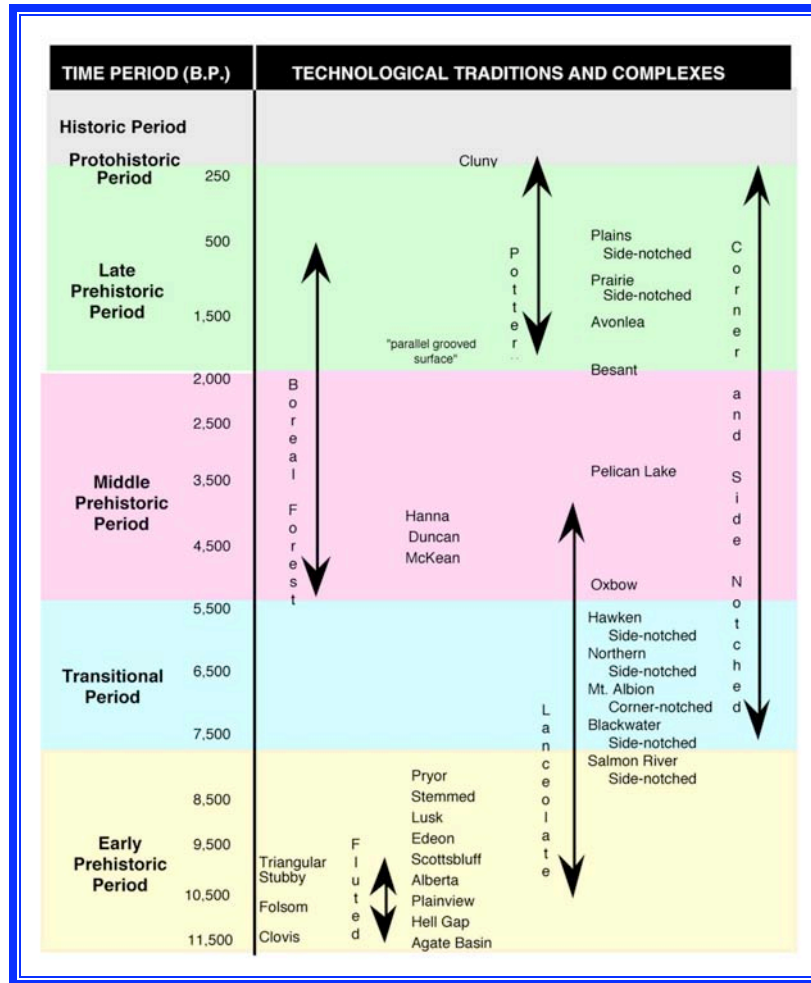 TIME PERIOD (B.P.) TECHNOLOGICAL TRADITIONS AND COMPLEXES
Historic Period
Protohistoric
Period
250
Cluny
500
Late
Prehistoric
Period
1,500
2,000
"parallel grooved
surface"
Potter
Plains
Side-notched
Prairie
Side-notched
Avonlea
Besant
Corner and Side Notched
Boreal Forest
2,500
Middle
Prehistoric
Period
3,500
4,500
Hanna
Duncan
McKean
Pelican Lake
Oxbow
5,500
Transitional
Period
6,500
7,500
Hawken
Side-notched
Northern
Side-notched
Mt. Albion
Corner-notched
Blackwater
Side-notched
Salmon River
Side-notched
Lanceolate
8,500
Early
Prehistoric
Period
9,500
10,500
11,500
Triangular
Stubby
Folsom
Clovis
Fluted
Pryor
Stemmed
Lusk
Edeon
Scottsbluff
Alberta
Plainview
Hell Gap
Agate Basin